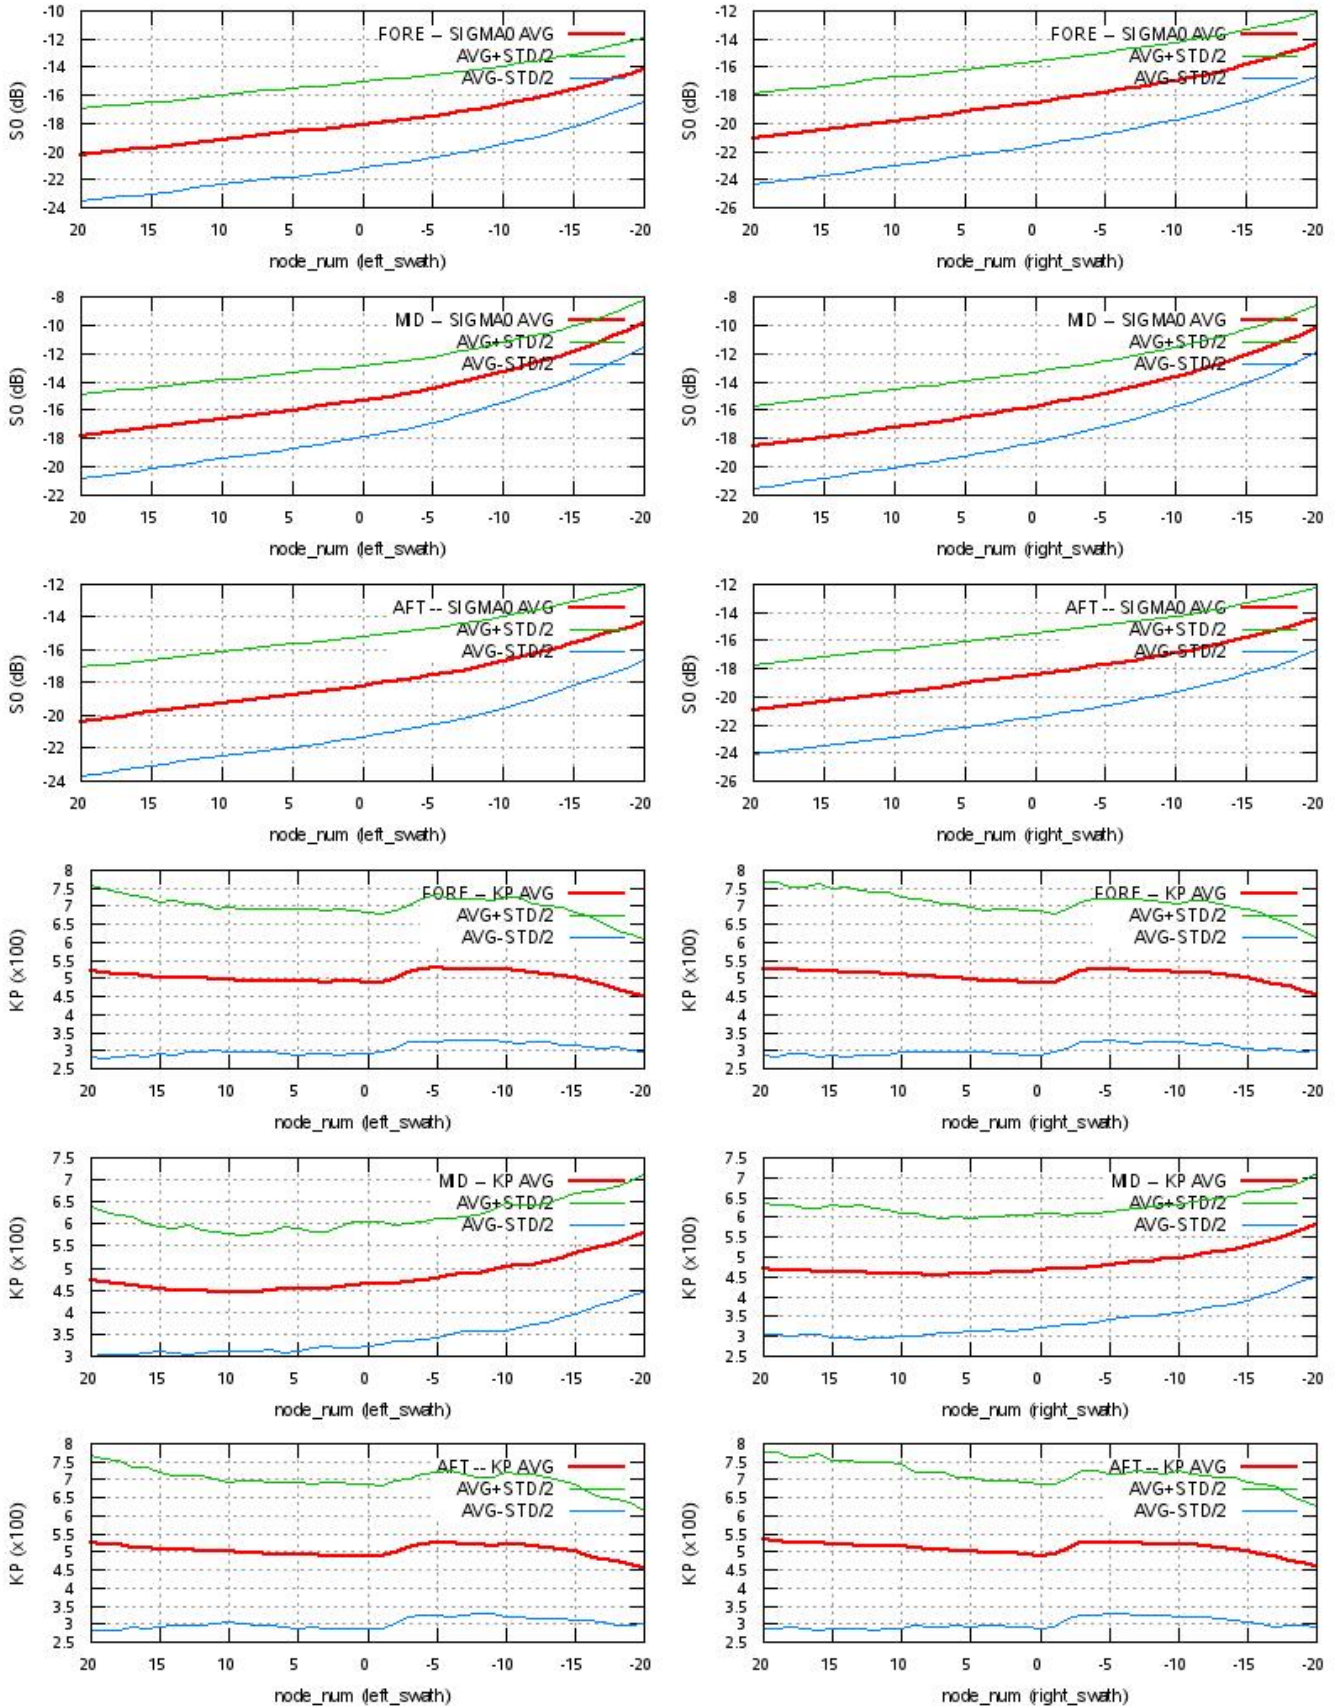 -10
-12
-14
-16
-18
-20
-22
-24
S0 (dB)
FORE -- SIGMA0 AVG
AVG+STD/2
AVG-STD/2
20 15 10 5 0 -5 -10 -15 -20
node_num (left_swath)
-12
-14
-16
-18
-20
-22
-24
-26
S0 (dB)
FORE -- SIGMA0 AVG
AVG+STD/2
AVG-STD/2
20 15 10 5 0 -5 -10 -15 -20
node_num (right_swath)
-8
-10
-12
-14
-16
-18
-20
-22
S0 (dB)
MID -- SIGMA0 AVG
AVG+STD/2
AVG-STD/2
20 15 10 5 0 -5 -10 -15 -20
node_num (left_swath)
-8
-10
-12
-14
-16
-18
-20
-22
S0 (dB)
MID -- SIGMA0 AVG
AVG+STD/2
AVG-STD/2
20 15 10 5 0 -5 -10 -15 -20
node_num (right_swath)
-12
-14
-16
-18
-20
-22
-24
S0 (dB)
AFT -- SIGMA0 AVG
AVG+STD/2
AVG-STD/2
20 15 10 5 0 -5 -10 -15 -20
node_num (left_swath)
-12
-14
-16
-18
-20
-22
-24
-26
S0 (dB)
AFT -- SIGMA0 AVG
AVG+STD/2
AVG-STD/2
20 15 10 5 0 -5 -10 -15 -20
node_num (right_swath)
8
7.5
7
6.5
6
5.5
5
4.5
4
3.5
3
2.5
KP (x100)
FORE -- KP AVG
AVG+STD/2
AVG-STD/2
20 15 10 5 0 -5 -10 -15 -20
node_num (left_swath)
8
7.5
7
6.5
6
5.5
5
4.5
4
3.5
3
2.5
KP (x100)
FORE -- KP AVG
AVG+STD/2
AVG-STD/2
20 15 10 5 0 -5 -10 -15 -20
node_num (right_swath)
7.5
7
6.5
6
5.5
5
4.5
4
3.5
3
KP (x100)
MID -- KP AVG
AVG+STD/2
AVG-STD/2
20 15 10 5 0 -5 -10 -15 -20
node_num (left_swath)
7.5
7
6.5
6
5.5
5
4.5
4
3.5
3
2.5
KP (x100)
MID -- KP AVG
AVG+STD/2
AVG-STD/2
20 15 10 5 0 -5 -10 -15 -20
node_num (right_swath)
8
7.5
7
6.5
6
5.5
5
4.5
4
3.5
3
2.5
KP (x100)
AFT -- KP AVG
AVG+STD/2
AVG-STD/2
20 15 10 5 0 -5 -10 -15 -20
node_num (left_swath)
8
7.5
7
6.5
6
5.5
5
4.5
4
3.5
3
2.5
KP (x100)
AFT -- KP AVG
AVG+STD/2
AVG-STD/2
20 15 10 5 0 -5 -10 -15 -20
node_num (right_swath)